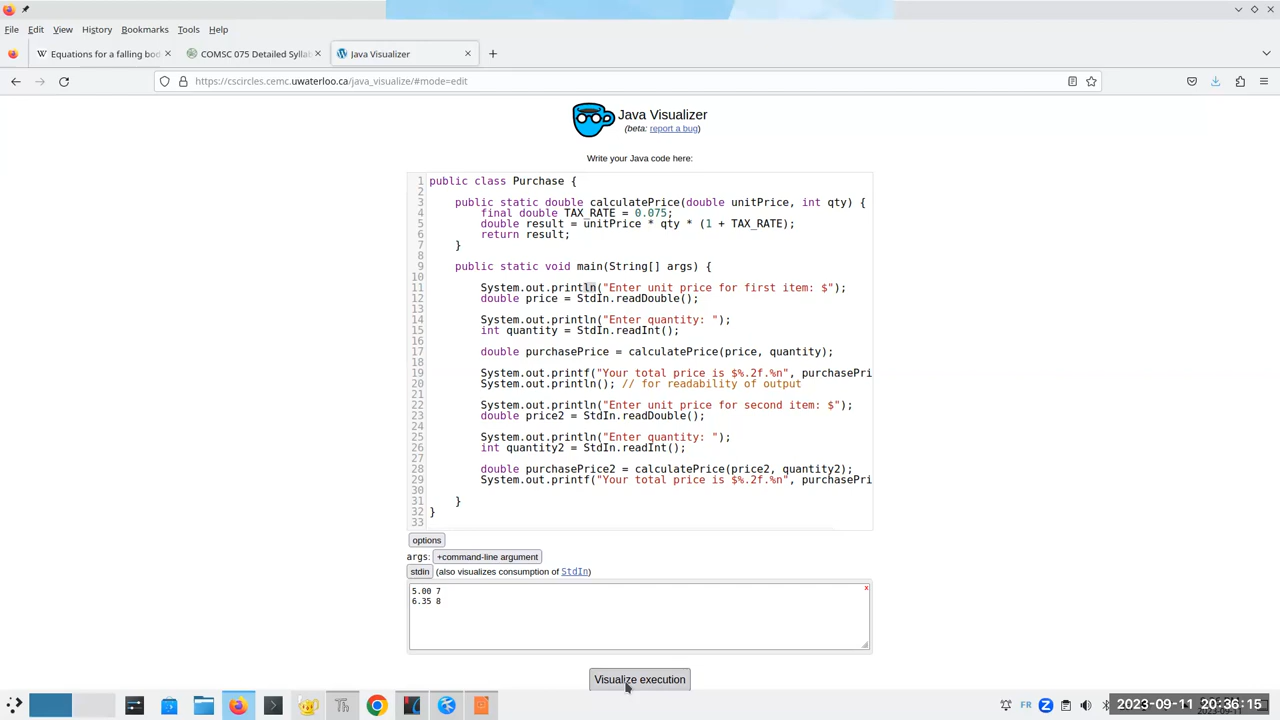 File Edit View History Bookmarks Tools Help
W Equations for a falling bod × COMSC 075 Detailed Syllab × Java Visualizer × +
https://cscircles.cemc.uwaterloo.ca/java_visualize/#mode=edit
Java Visualizer
(beta: report a bug)
Write your Java code here:
1 public class Purchase {
2
3 public static double calculatePrice(double unitPrice, int qty) {
4 final double TAX_RATE = 0.075;
5 double result = unitPrice * qty * (1 + TAX_RATE);
6 return result;
7 }
8
9 public static void main(String[] args) {
10
11 System.out.println("Enter unit price for first item: $");
12 double price = StdIn.readDouble();
13
14 System.out.println("Enter quantity: ");
15 int quantity = StdIn.readInt();
16
17 double purchasePrice = calculatePrice(price, quantity);
18
19 System.out.printf("Your total price is $%.2f.%n", purchasePri
20 System.out.println(); // for readability of output
21
22 System.out.println("Enter unit price for second item: $");
23 double price2 = StdIn.readDouble();
24
25 System.out.println("Enter quantity: ");
26 int quantity2 = StdIn.readInt();
27
28 double purchasePrice2 = calculatePrice(price2, quantity2);
29 System.out.printf("Your total price is $%.2f.%n", purchasePri
30
31 }
32 }
33
options
args: +command-line argument
stdin (also visualizes consumption of StdIn)
x
5.00 7
6.35 8
Visualize execution
Th FR Z 2023-09-11 20:36:15